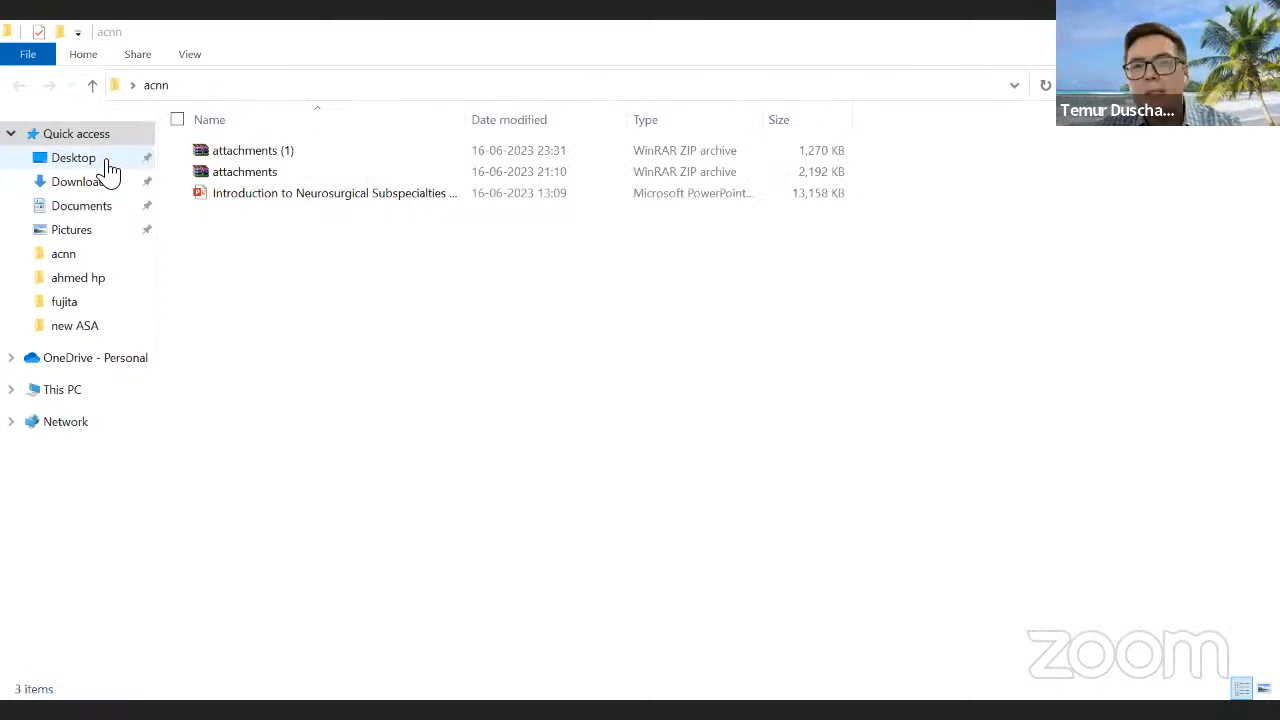 acnn
File Home Share View
acnn
Temur Duscha...
Name Date modified Type Size
Quick access
attachments (1) 16-06-2023 23:31 WinRAR ZIP archive 1,270 KB
Desktop
attachments 16-06-2023 21:10 WinRAR ZIP archive 2,192 KB
Introduction to Neurosurgical Subspecialties ... 16-06-2023 13:09 Microsoft PowerPoint... 13,158 KB
Documents
Pictures
acnn
ahmed hp
fujita
new ASA
OneDrive - Personal
This PC
Network
zoom
3 items